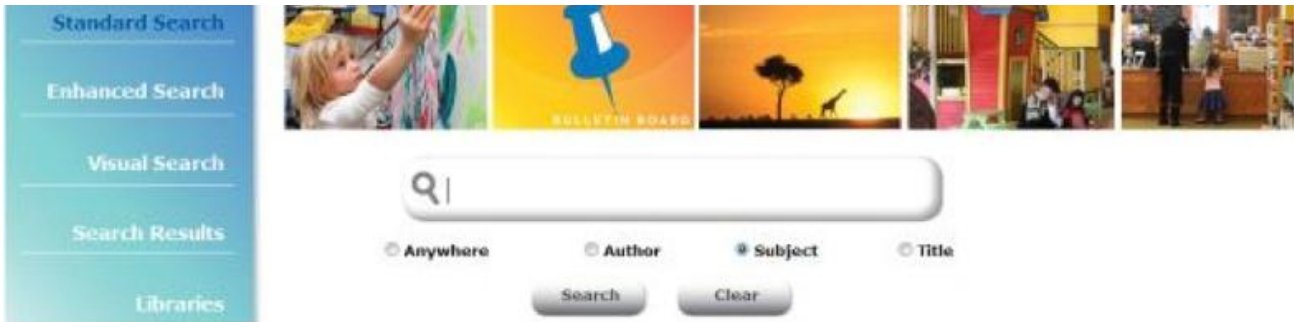 Standard Search
Enhanced Search
Visual Search
Search Results
Libraries
BULLETIN BOARD
Anywhere
Author
Subject
Title
Search
Clear